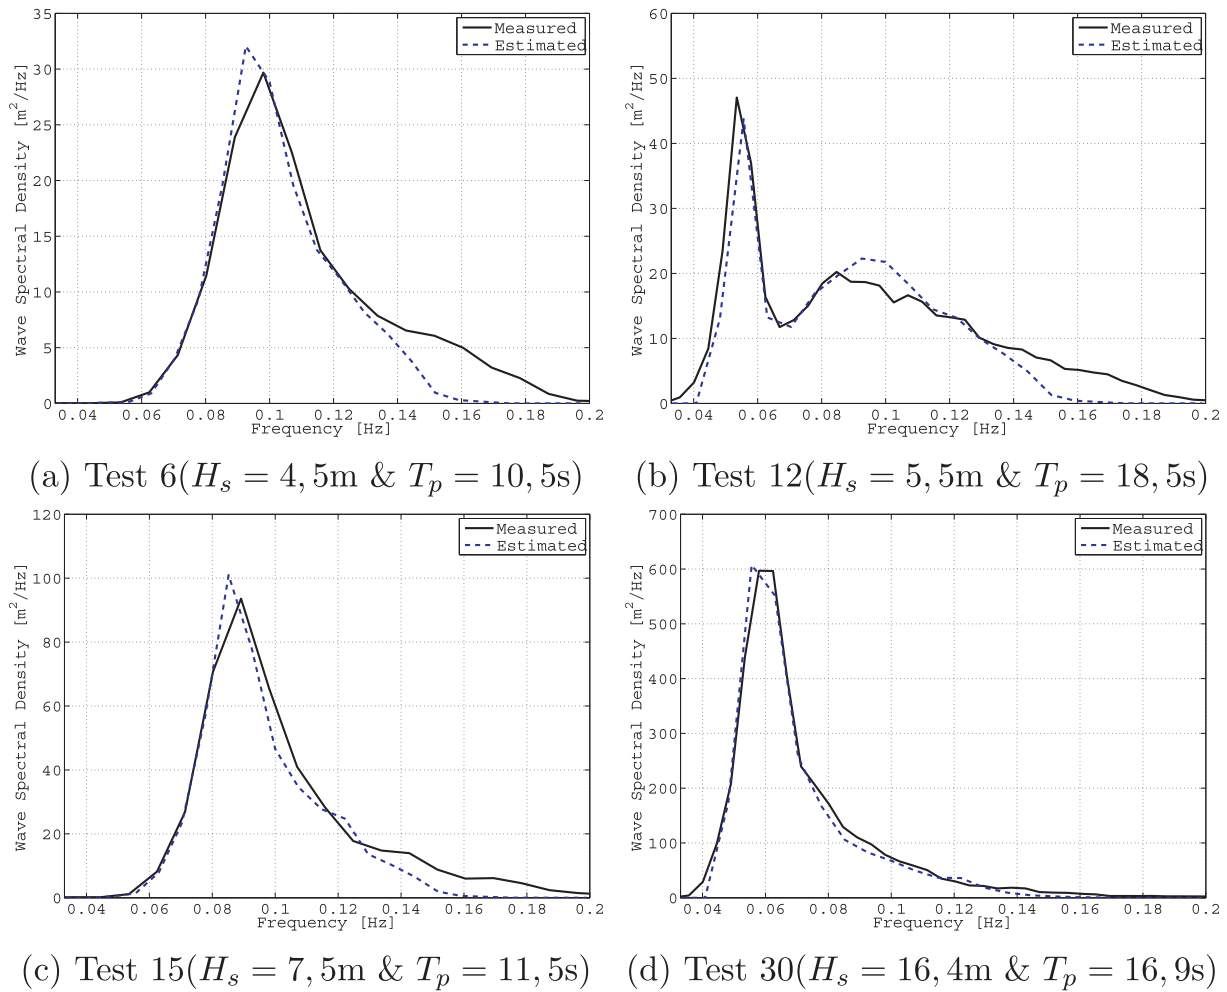 35
30
25
20
15
10
5
0
Wave Spectral Density [m²/Hz]
Measured
Estimated
0.04 0.06 0.08 0.1 0.12 0.14 0.16 0.18 0.2
Frequency [Hz]
(a) Test 6(Hₛ = 4, 5m & Tₚ = 10, 5s)
60
50
40
30
20
10
0
Wave Spectral Density [m²/Hz]
Measured
Estimated
0.04 0.06 0.08 0.1 0.12 0.14 0.16 0.18 0.2
Frequency [Hz]
(b) Test 12(Hₛ = 5, 5m & Tₚ = 18, 5s)
120
100
80
60
40
20
0
Wave Spectral Density [m²/Hz]
Measured
Estimated
0.04 0.06 0.08 0.1 0.12 0.14 0.16 0.18 0.2
Frequency [Hz]
(c) Test 15(Hₛ = 7, 5m & Tₚ = 11, 5s)
700
600
500
400
300
200
100
0
Wave Spectral Density [m²/Hz]
Measured
Estimated
0.04 0.06 0.08 0.1 0.12 0.14 0.16 0.18 0.2
Frequency [Hz]
(d) Test 30(Hₛ = 16, 4m & Tₚ = 16, 9s)